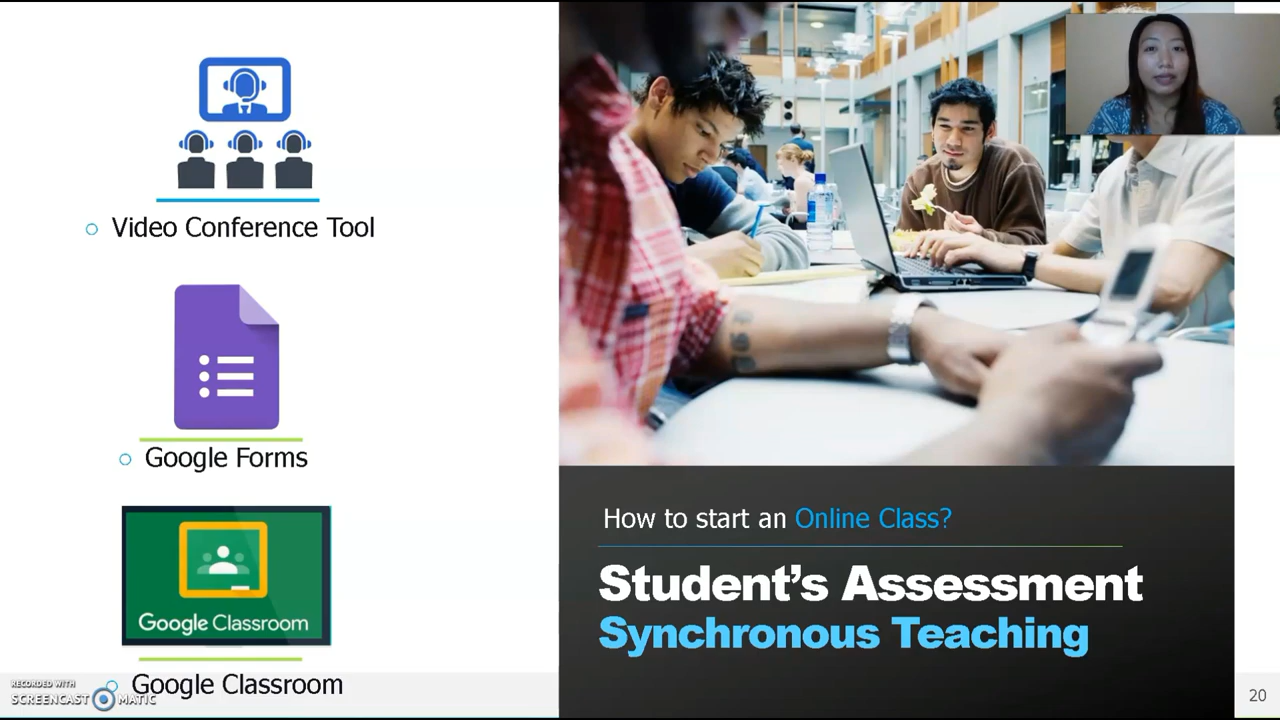 Video Conference Tool
Google Forms
Google Classroom
Google Classroom
RECORDED WITH
SCREENCAST MATIC
How to start an Online Class?
Student's Assessment
Synchronous Teaching
20